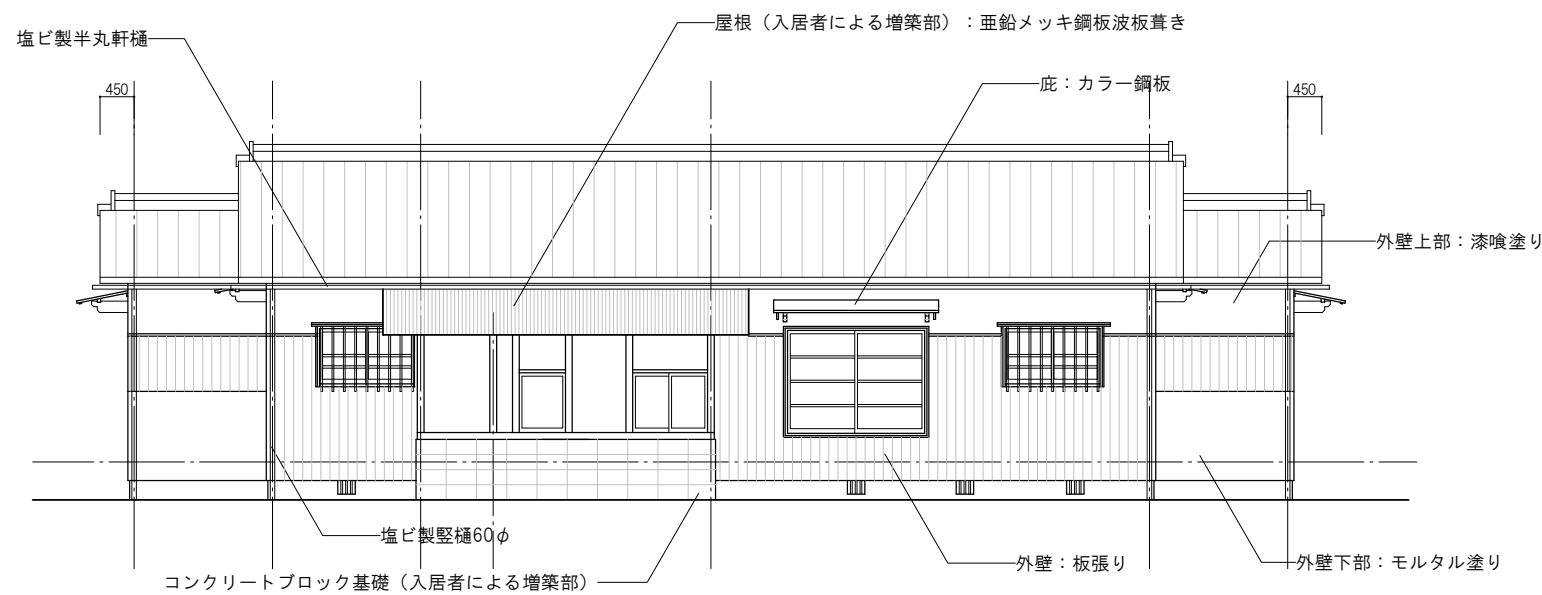 屋根（入居者による増築部）：亜鉛メッキ鋼板波板葺き
塩ビ製半丸軒樋
庇：カラー鋼板
450
450
外壁上部：漆喰塗り
塩ビ製竪樋60φ
外壁：板張り
外壁下部：モルタル塗り
コンクリートブロック基礎（入居者による増築部）